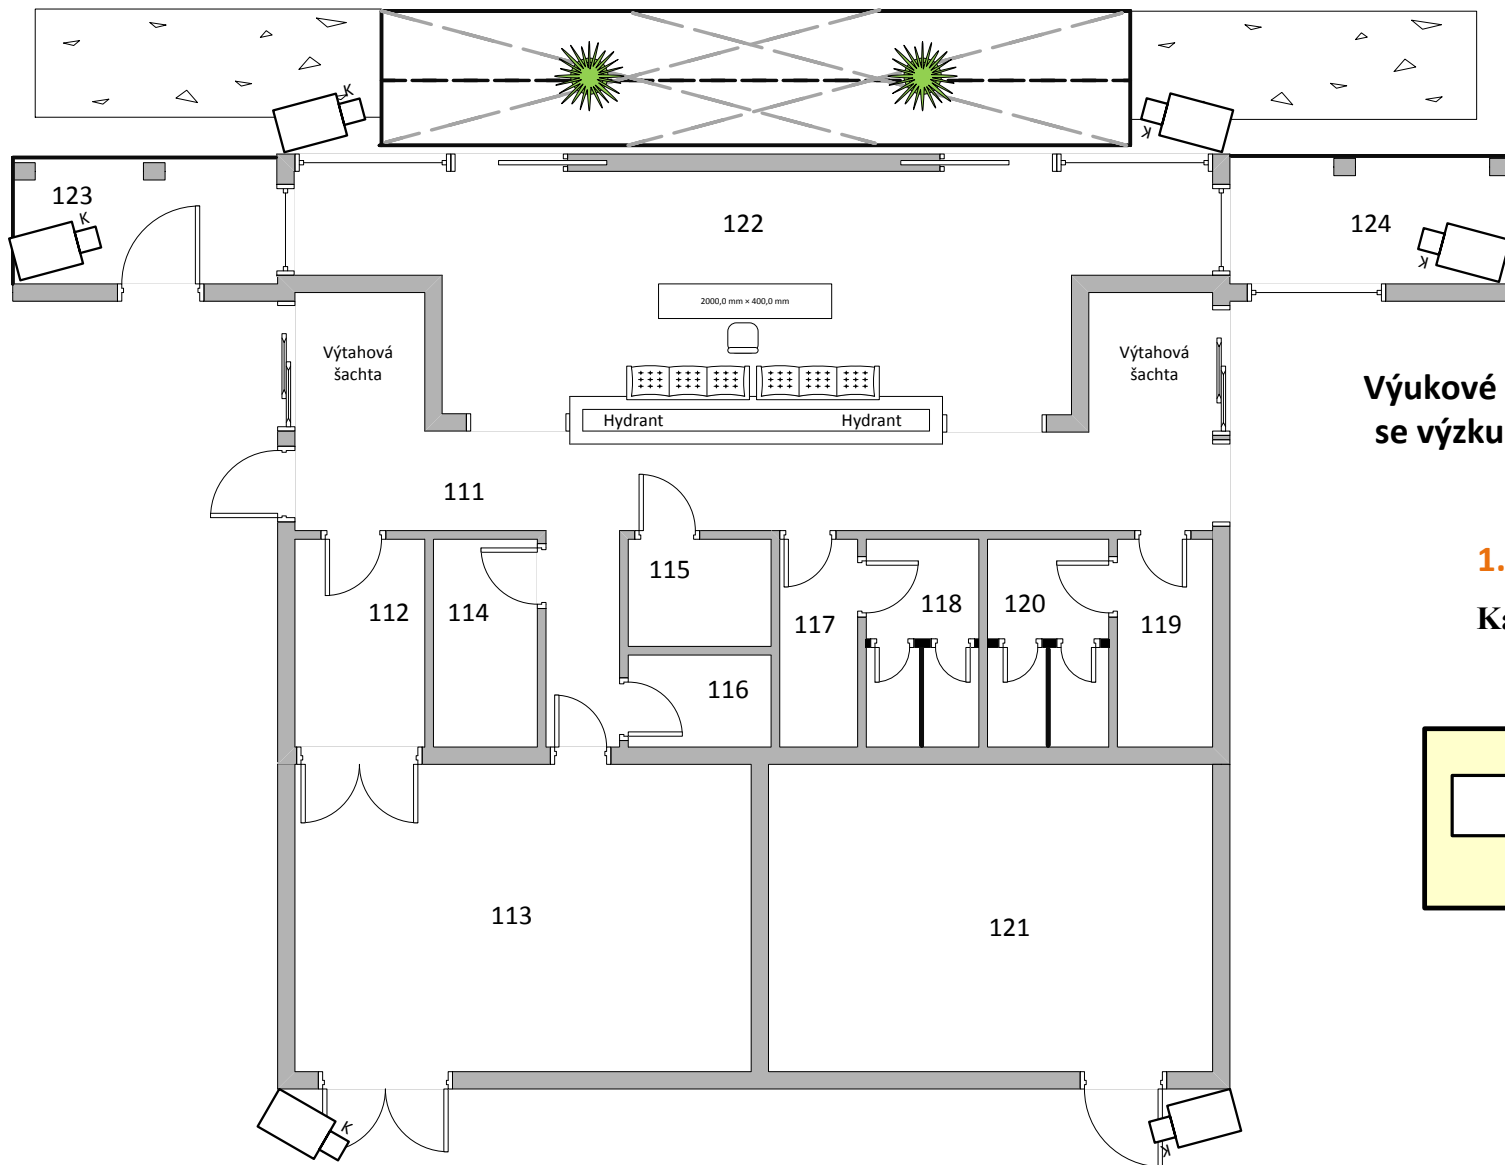 K
K
123
K
122
124
K
2000,0 mm × 400,0 mm
Výtahová
šachta
Výtahová
šachta
Výukové
se výzku
Hydrant
Hydrant
111
1.
115
112
114
118
120
117
119
Ka
116
113
121
K
K